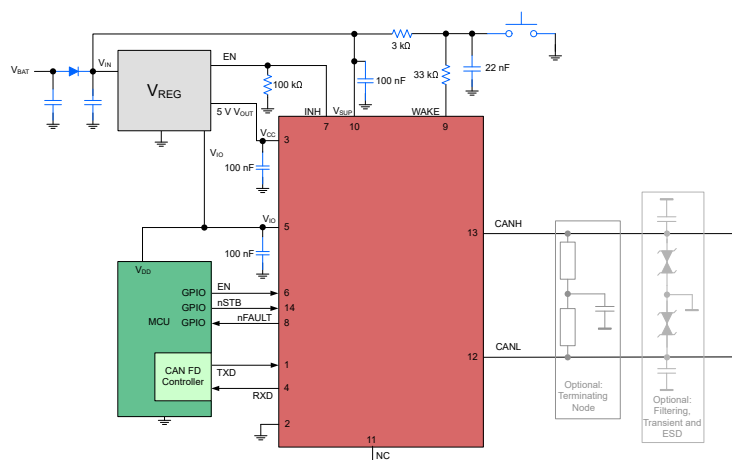 3 kΩ
VBAT
VIN
VREG
EN
100 kΩ
100 nF
33 kΩ
22 nF
5 V VOUT
INH
VSUP
WAKE
7
10
9
VCC
3
100 nF
VIO
VIO
5
100 nF
VDD
GPIO
EN
6
GPIO
nSTB
14
MCU
GPIO
nFAULT
8
CAN FD
Controller
TXD
1
RXD
4
2
11
NC
13
CANH
12
CANL
Optional:
Terminating
Node
Optional:
Filtering,
Transient and
ESD